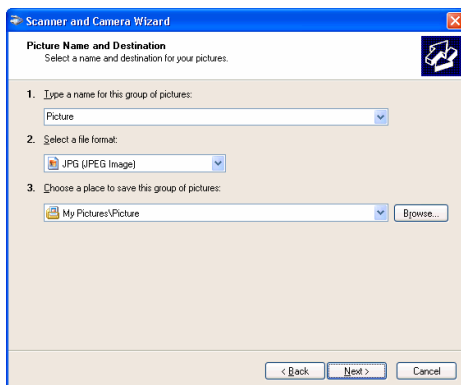 Scanner and Camera Wizard
Picture Name and Destination
Select a name and destination for your pictures.
1. Type a name for this group of pictures:
Picture
2. Select a file format:
JPG (JPEG Image)
3. Choose a place to save this group of pictures:
My Pictures\Picture
Browse...
< Back Next > Cancel